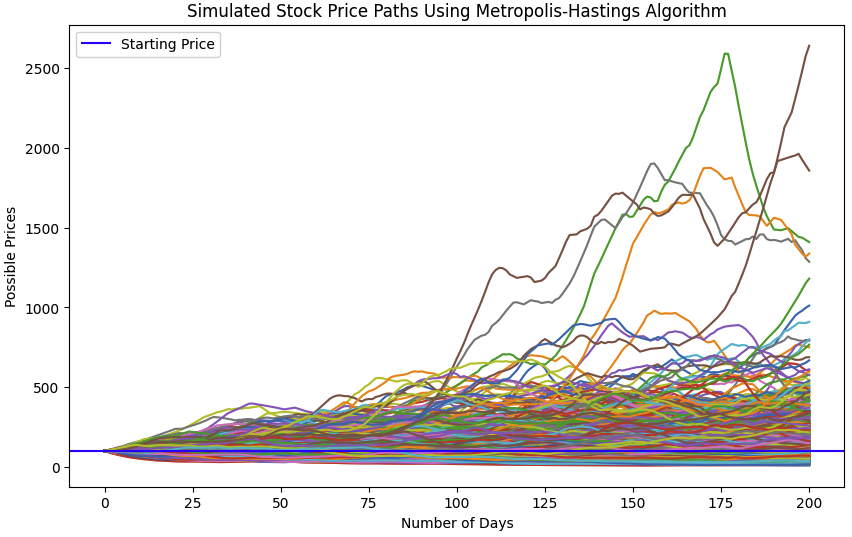 Simulated Stock Price Paths Using Metropolis-Hastings Algorithm
Starting Price
Possible Prices
2500
2000
1500
1000
500
0
0 25 50 75 100 125 150 175 200
Number of Days